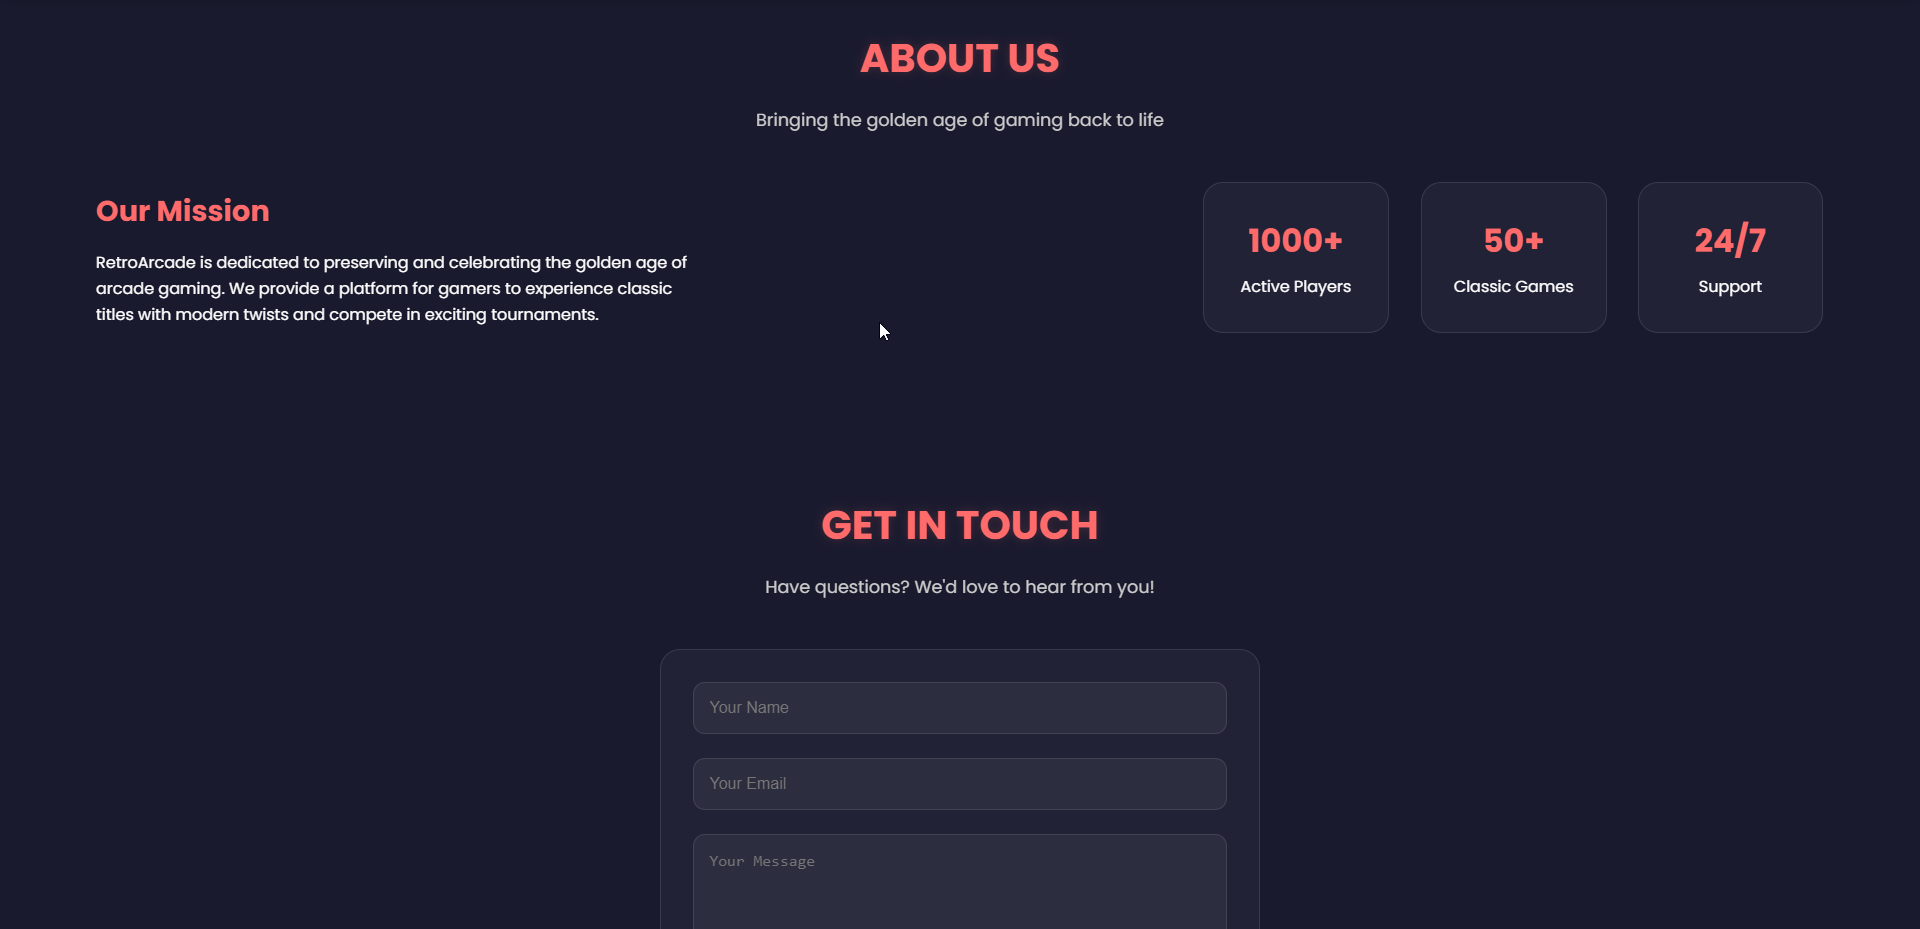 ABOUT US
Bringing the golden age of gaming back to life
Our Mission
RetroArcade is dedicated to preserving and celebrating the golden age of
arcade gaming. We provide a platform for gamers to experience classic
titles with modern twists and compete in exciting tournaments.
1000+
Active Players
50+
Classic Games
24/7
Support
GET IN TOUCH
Have questions? We'd love to hear from you!
Your Name
Your Email
Your Message